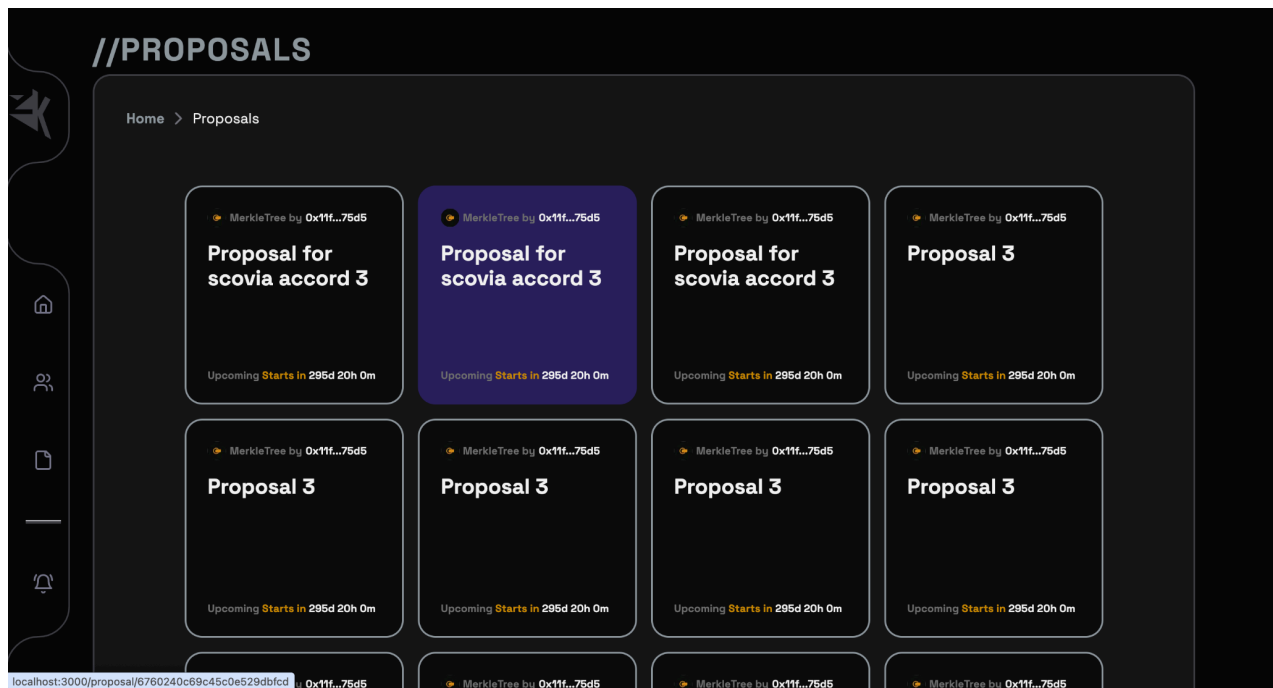 //PROPOSALS
Home > Proposals
MerkleTree by 0x11f...75d5
Proposal for
scovia accord 3
Upcoming Starts in 295d 20h 0m
MerkleTree by 0x11f...75d5
Proposal for
scovia accord 3
Upcoming Starts in 295d 20h 0m
MerkleTree by 0x11f...75d5
Proposal for
scovia accord 3
Upcoming Starts in 295d 20h 0m
MerkleTree by 0x11f...75d5
Proposal 3
Upcoming Starts in 295d 20h 0m
MerkleTree by 0x11f...75d5
Proposal 3
Upcoming Starts in 295d 20h 0m
MerkleTree by 0x11f...75d5
Proposal 3
Upcoming Starts in 295d 20h 0m
MerkleTree by 0x11f...75d5
Proposal 3
Upcoming Starts in 295d 20h 0m
MerkleTree by 0x11f...75d5
Proposal 3
Upcoming Starts in 295d 20h 0m
0x11f...75d5
MerkleTree by 0x11f...75d5
MerkleTree by 0x11f...75d5
MerkleTree by 0x11f...75d5
localhost:3000/proposal/6760240c69c45c0e529dbfcd